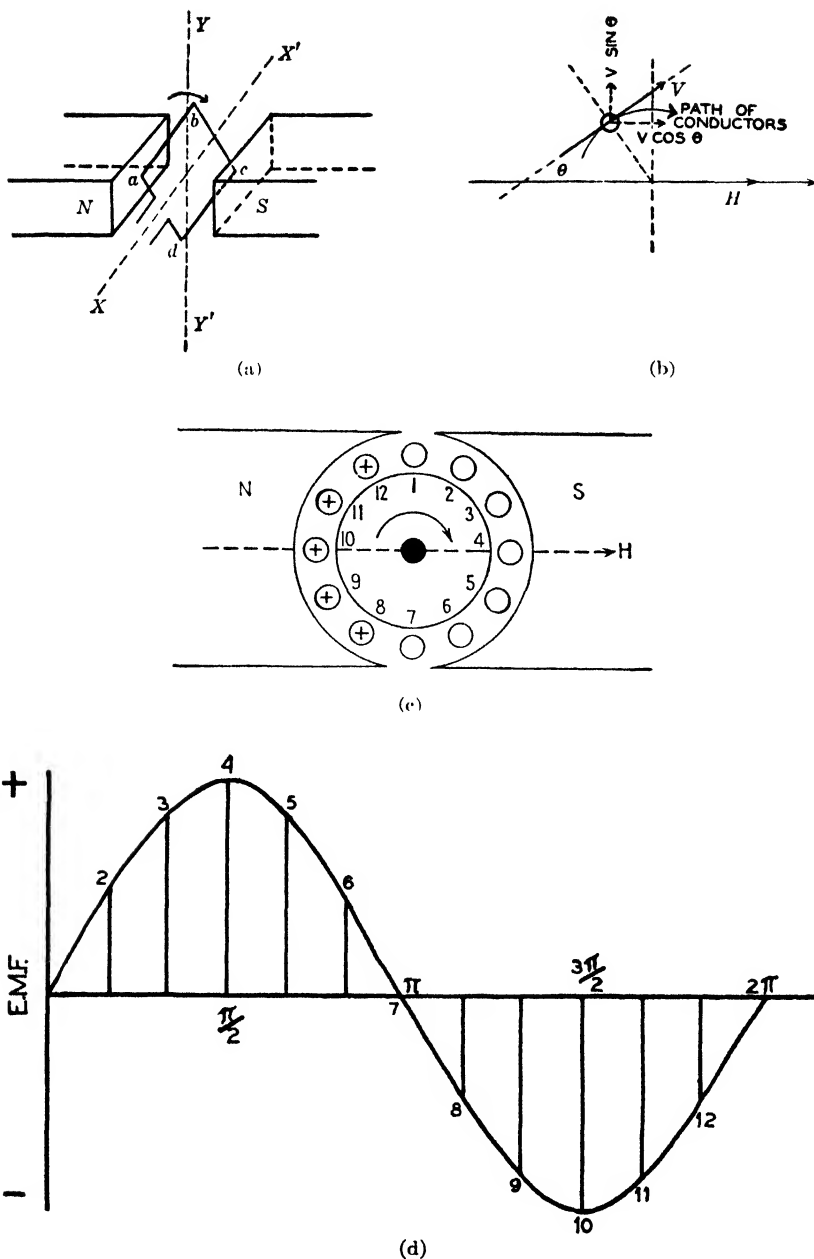 Y
X'
b
a
c
N
S
d
X
Y'
(a)
V SIN θ
V
PATH OF
CONDUCTORS
V COS θ
θ
H
(b)
N
S
12 1 2
11 3
10 4
9 5
8 7 6
+ + + + +
H
(c)
+
E.M.F.
–
2
3
4
5
6
π/2
7
π
3π/2
2π
8
9
10
11
12
(d)